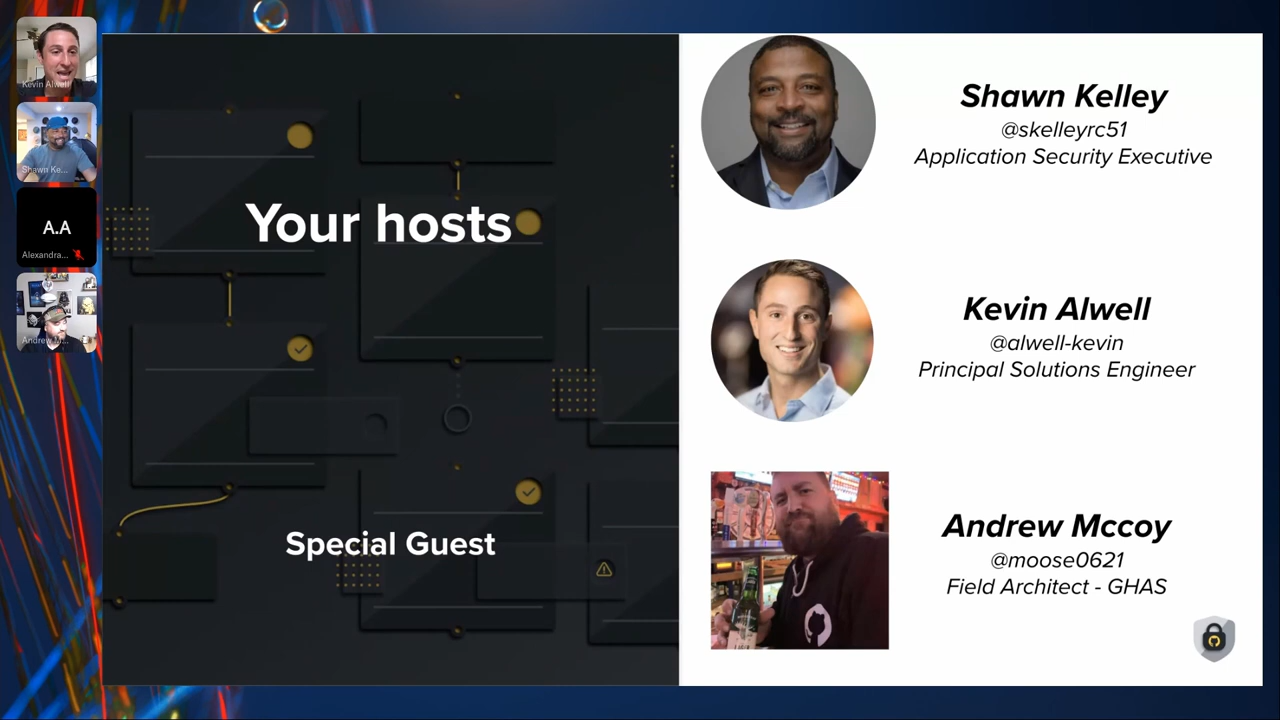 Kevin Alwell
Shawn Ke...
A.A
Alexandra...
Andrew M...
Your hosts
Special Guest
Shawn Kelley
@skelleyrc51
Application Security Executive
Kevin Alwell
@alwell-kevin
Principal Solutions Engineer
Andrew Mccoy
@moose0621
Field Architect - GHAS